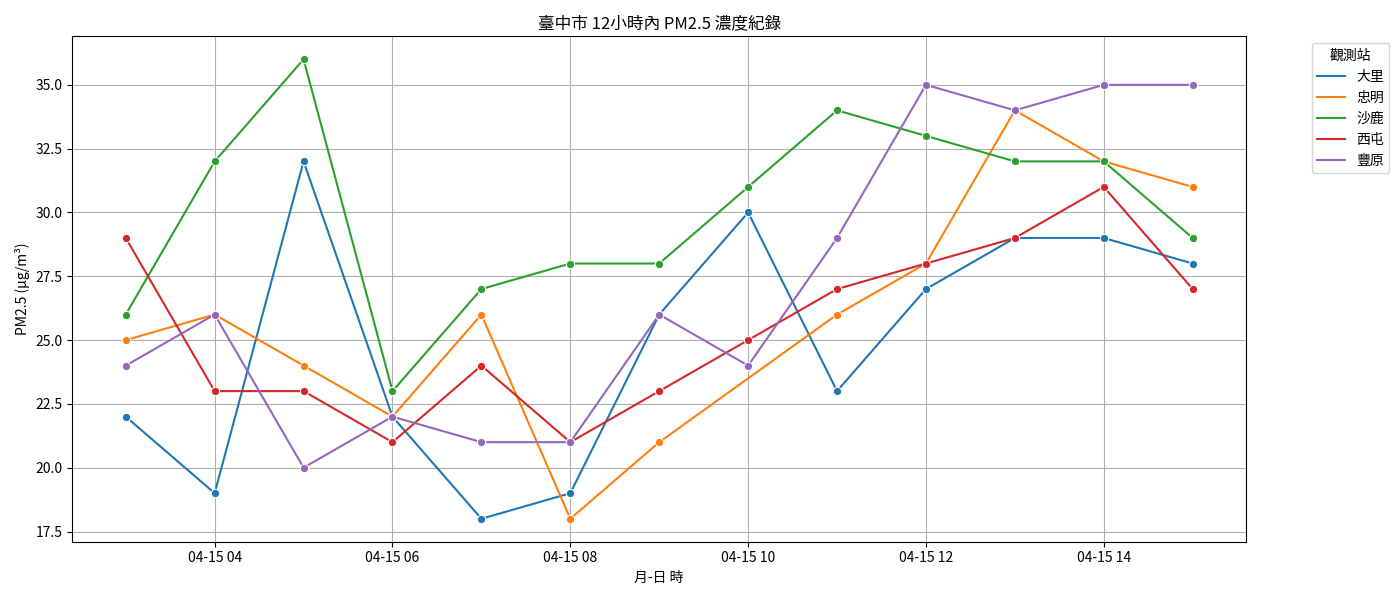 臺中市 12小時內 PM2.5 濃度紀錄
觀測站
大里
忠明
沙鹿
西屯
豐原
PM2.5 (μg/m³)
35.0
32.5
30.0
27.5
25.0
22.5
20.0
17.5
04-15 04
04-15 06
04-15 08
04-15 10
04-15 12
04-15 14
月-日 時